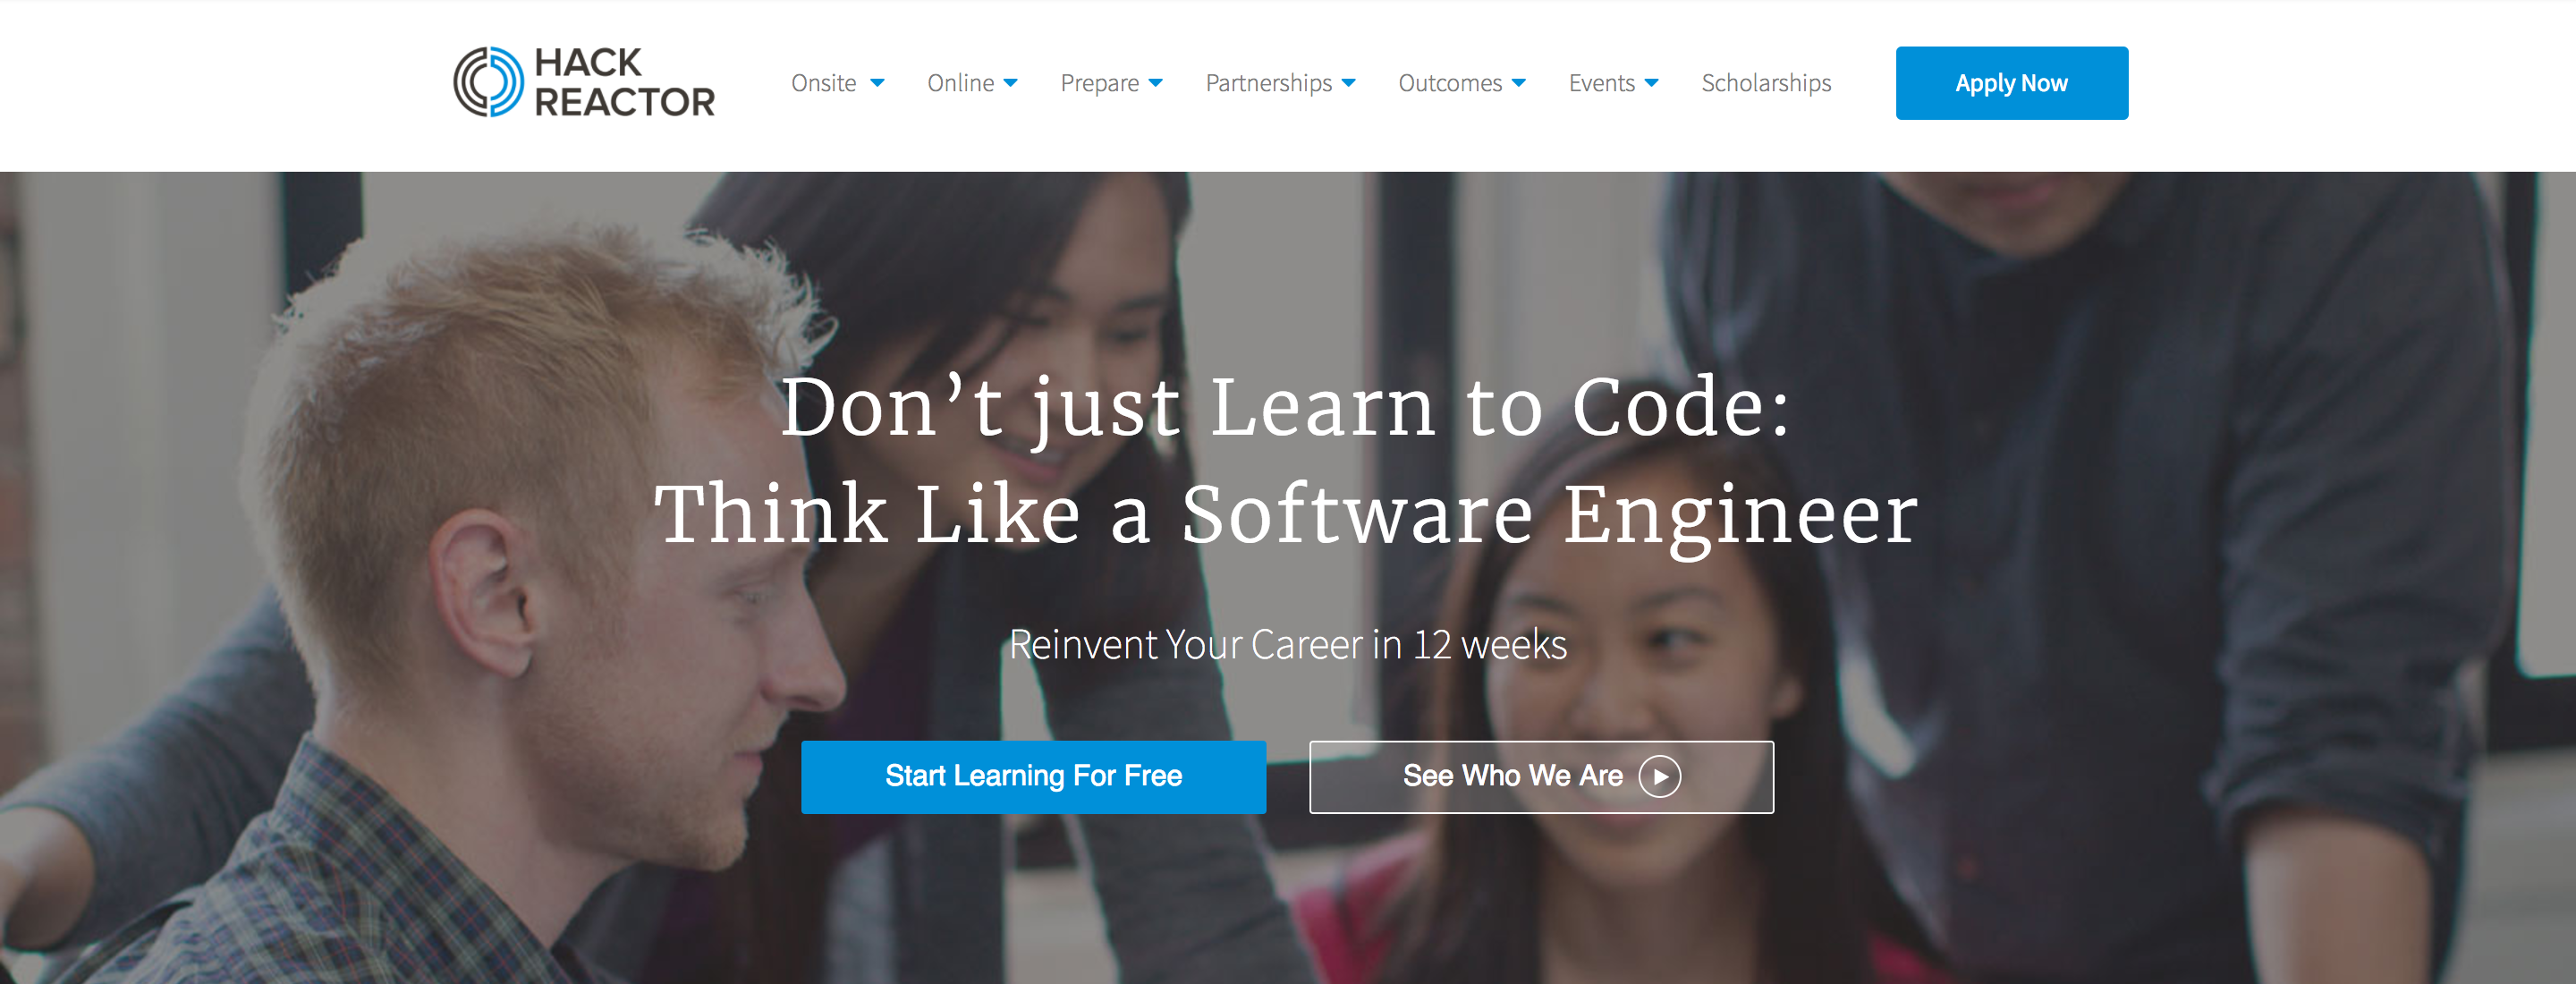 HACK
REACTOR
Onsite Online Prepare Partnerships Outcomes Events Scholarships Apply Now
Don’t just Learn to Code:
Think Like a Software Engineer
Reinvent Your Career in 12 weeks
Start Learning For Free See Who We Are